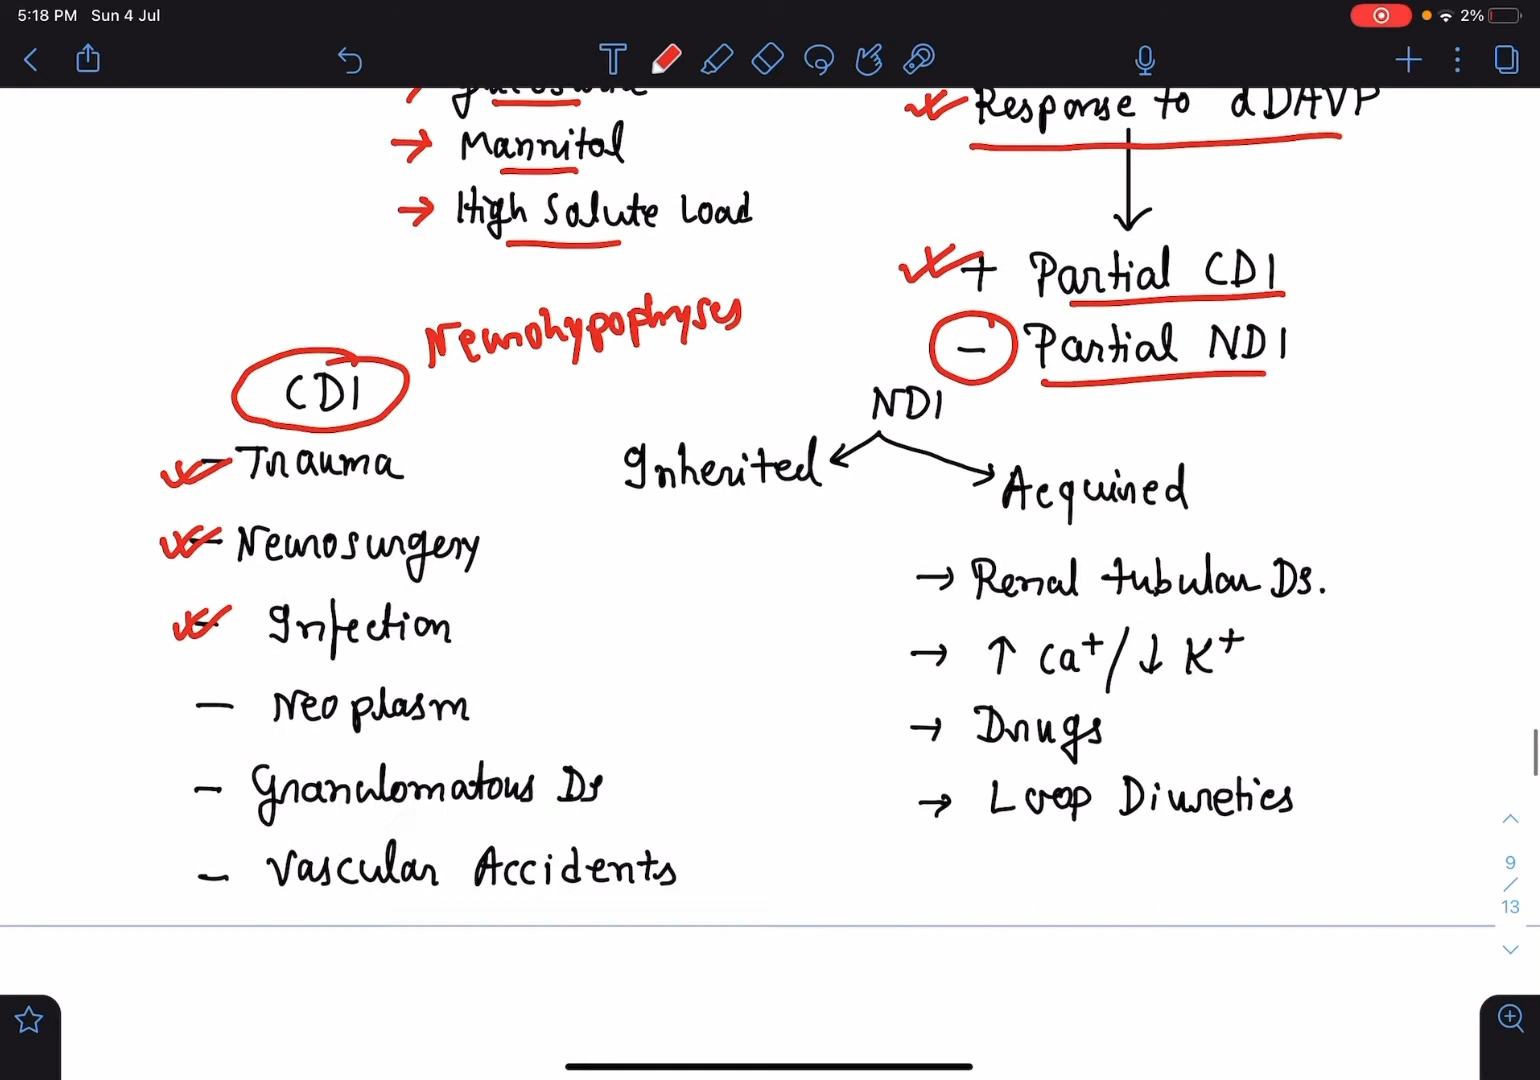 5:18 PM Sun 4 Jul
2%
Mannitol
High Solute Load
Response to dDAVP
+ Partial CDI
- Partial NDI
Neurohypophyses
CDI
- Trauma
- Neurosurgery
- Infection
- Neoplasm
- Granulomatous Ds
- Vascular Accidents
NDI
Inherited
Acquired
→ Renal tubular Ds.
→ ↑ Ca+/↓ K+
→ Drugs
→ Loop Diuretics
9
/
13